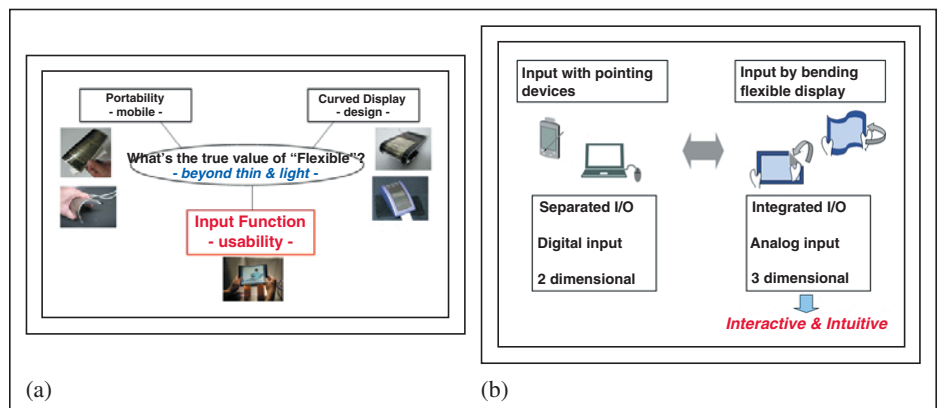 Portability
- mobile -
Curved Display
- design -
What's the true value of “Flexible”?
- beyond thin & light -
Input Function
- usability -
(a)
Input with pointing
devices
Input by bending
flexible display
Separated I/O
Digital input
2 dimensional
Integrated I/O
Analog input
3 dimensional
Interactive & Intuitive
(b)